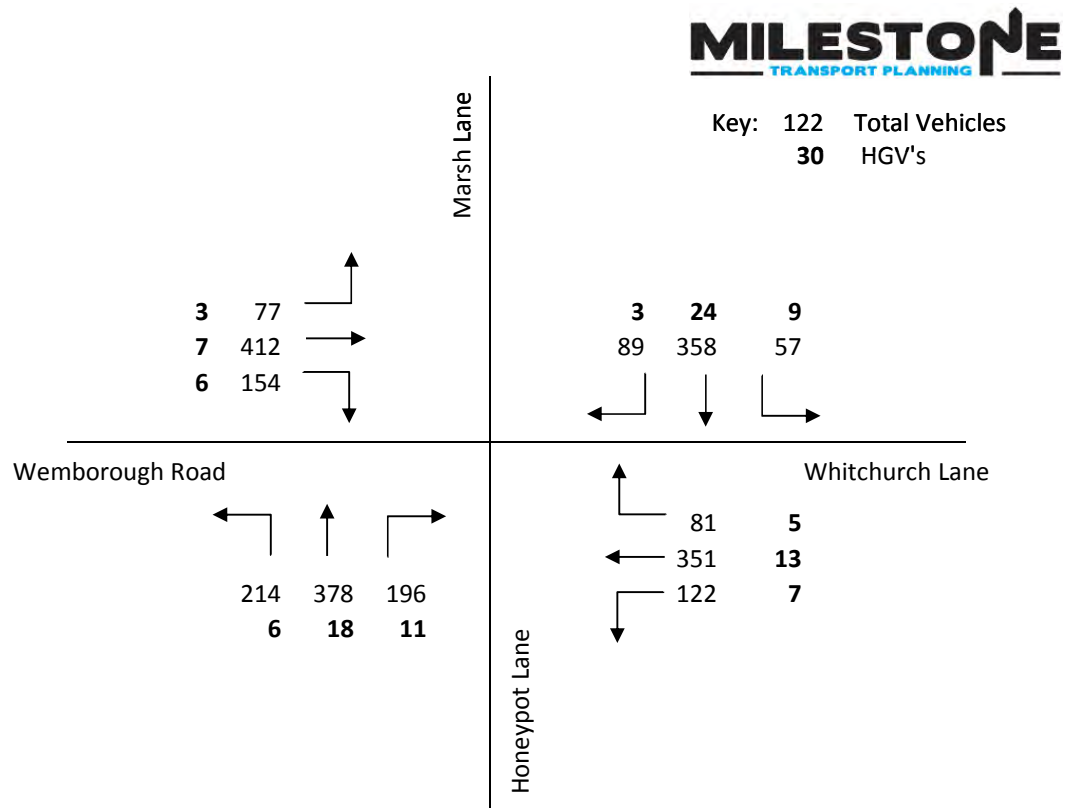 MILESTONE
TRANSPORT PLANNING
Marsh Lane
Key: 122 Total Vehicles
30 HGV's
3 77
7 412
6 154
3 24 9
89 358 57
Wemborough Road
Whitchurch Lane
81 5
351 13
122 7
214 378 196
6 18 11
Honeypot Lane